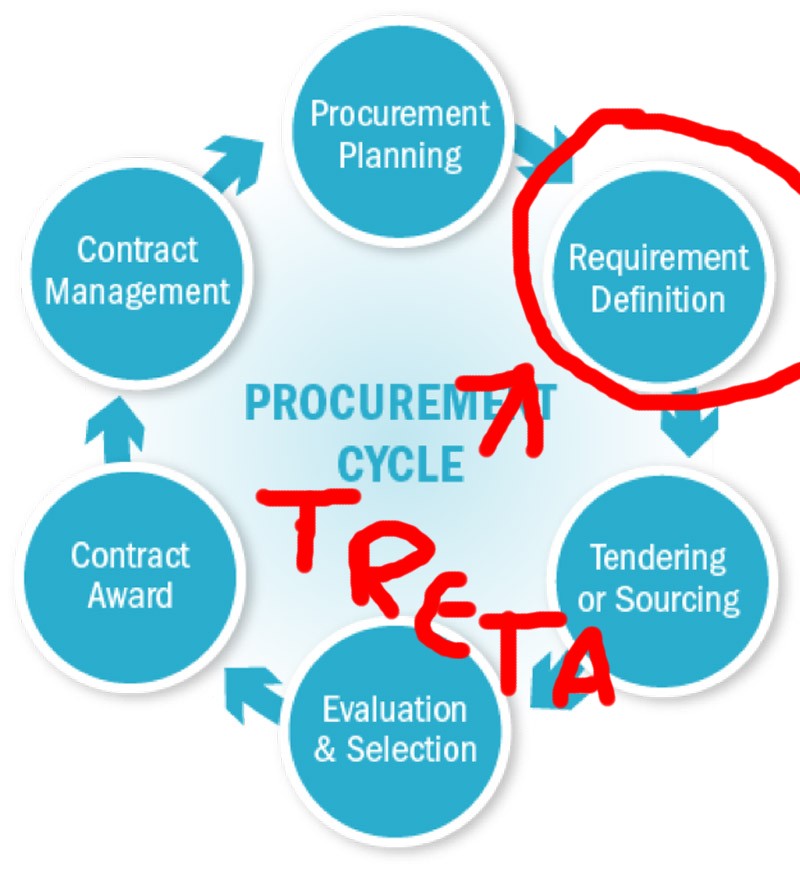 Procurement
Planning
Requirement
Definition
Tendering
or Sourcing
Evaluation
& Selection
Contract
Award
Contract
Management
PROCUREMENT
CYCLE
TRETA